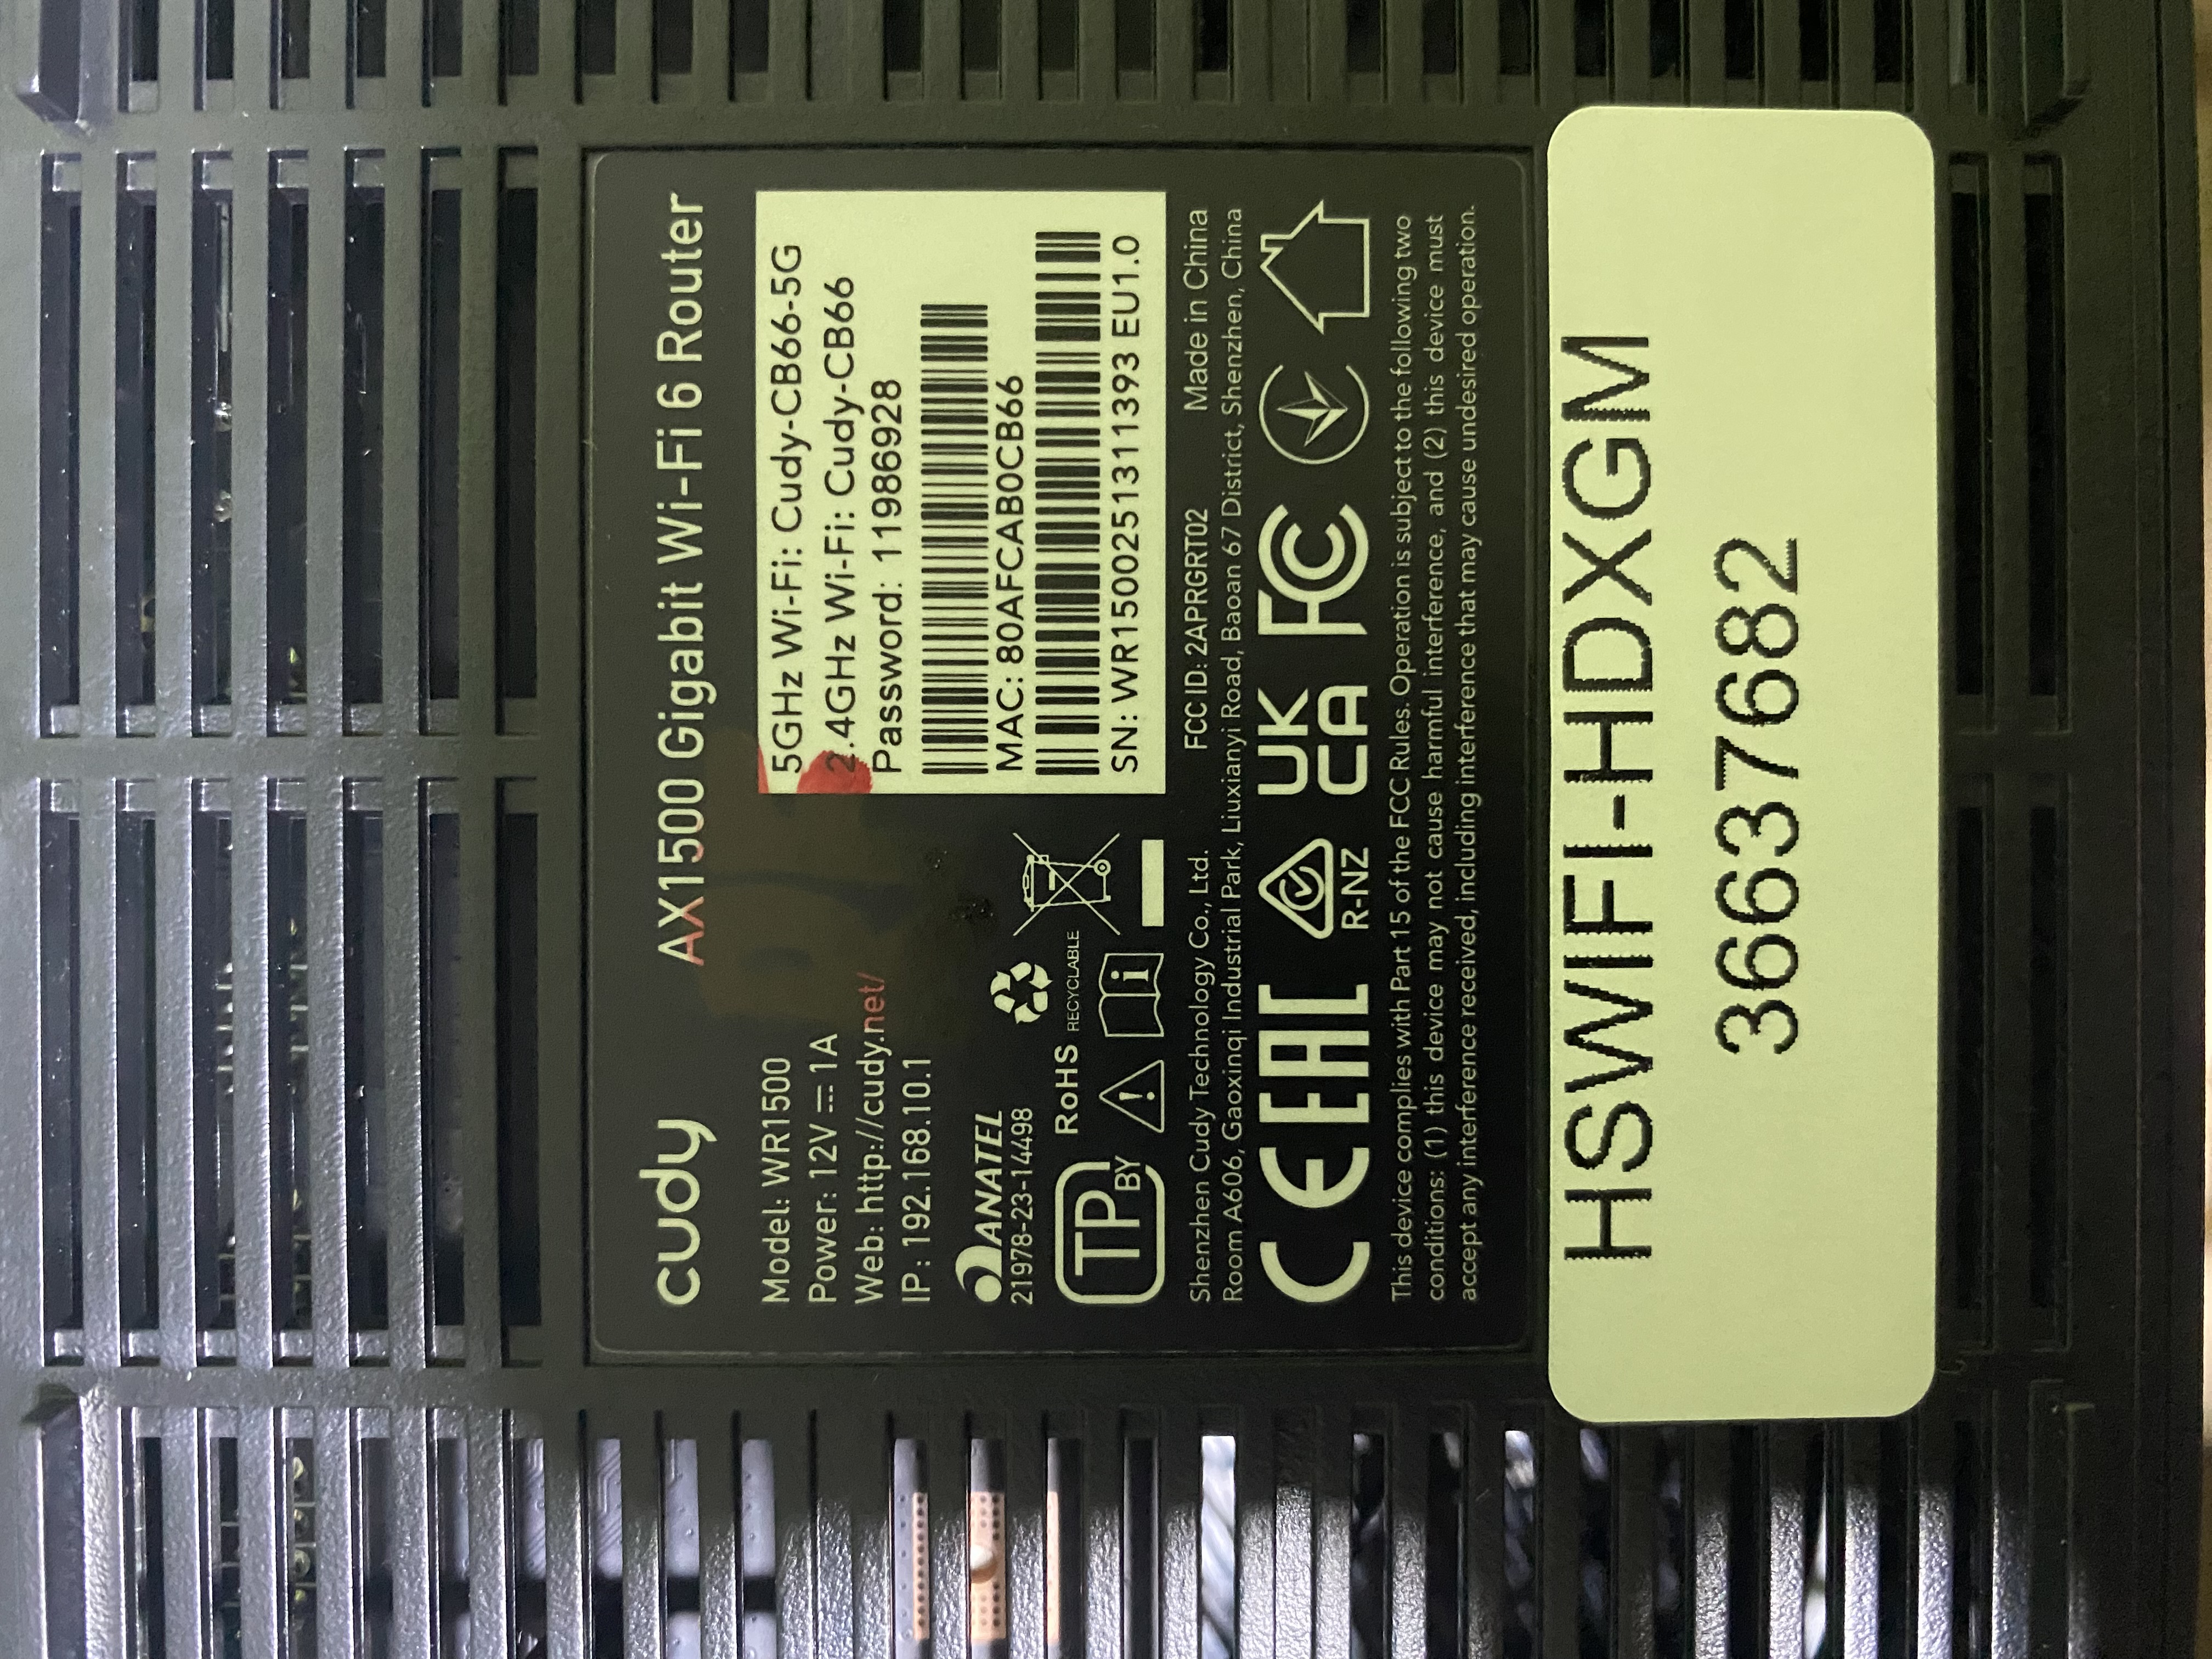 cudy AX1500 Gigabit Wi-Fi 6 Router
Model: WR1500
Power: 12V ⎓ 1A
Web: http://cudy.net/
IP : 192.168.10.1
5GHz Wi-Fi: Cudy-CB66-5G
2.4GHz Wi-Fi: Cudy-CB66
Password: 11986928
MAC: 80AFCAB0CB66
SN: WR1500251311393 EU1.0
ANATEL
21978-23-14498
RoHS
RECYCLABLE
TP BY
Shenzhen Cudy Technology Co., Ltd. FCC ID: 2APRGRT02 Made in China
Room A606, Gaoxinqi Industrial Park, Liuxianyi Road, Baoan 67 District, Shenzhen, China
CE EAC R-NZ UK CA FC
This device complies with Part 15 of the FCC Rules. Operation is subject to the following two
conditions: (1) this device may not cause harmful interference, and (2) this device must
accept any interference received, including interference that may cause undesired operation.
HSWIFI-HDXGM
36637682